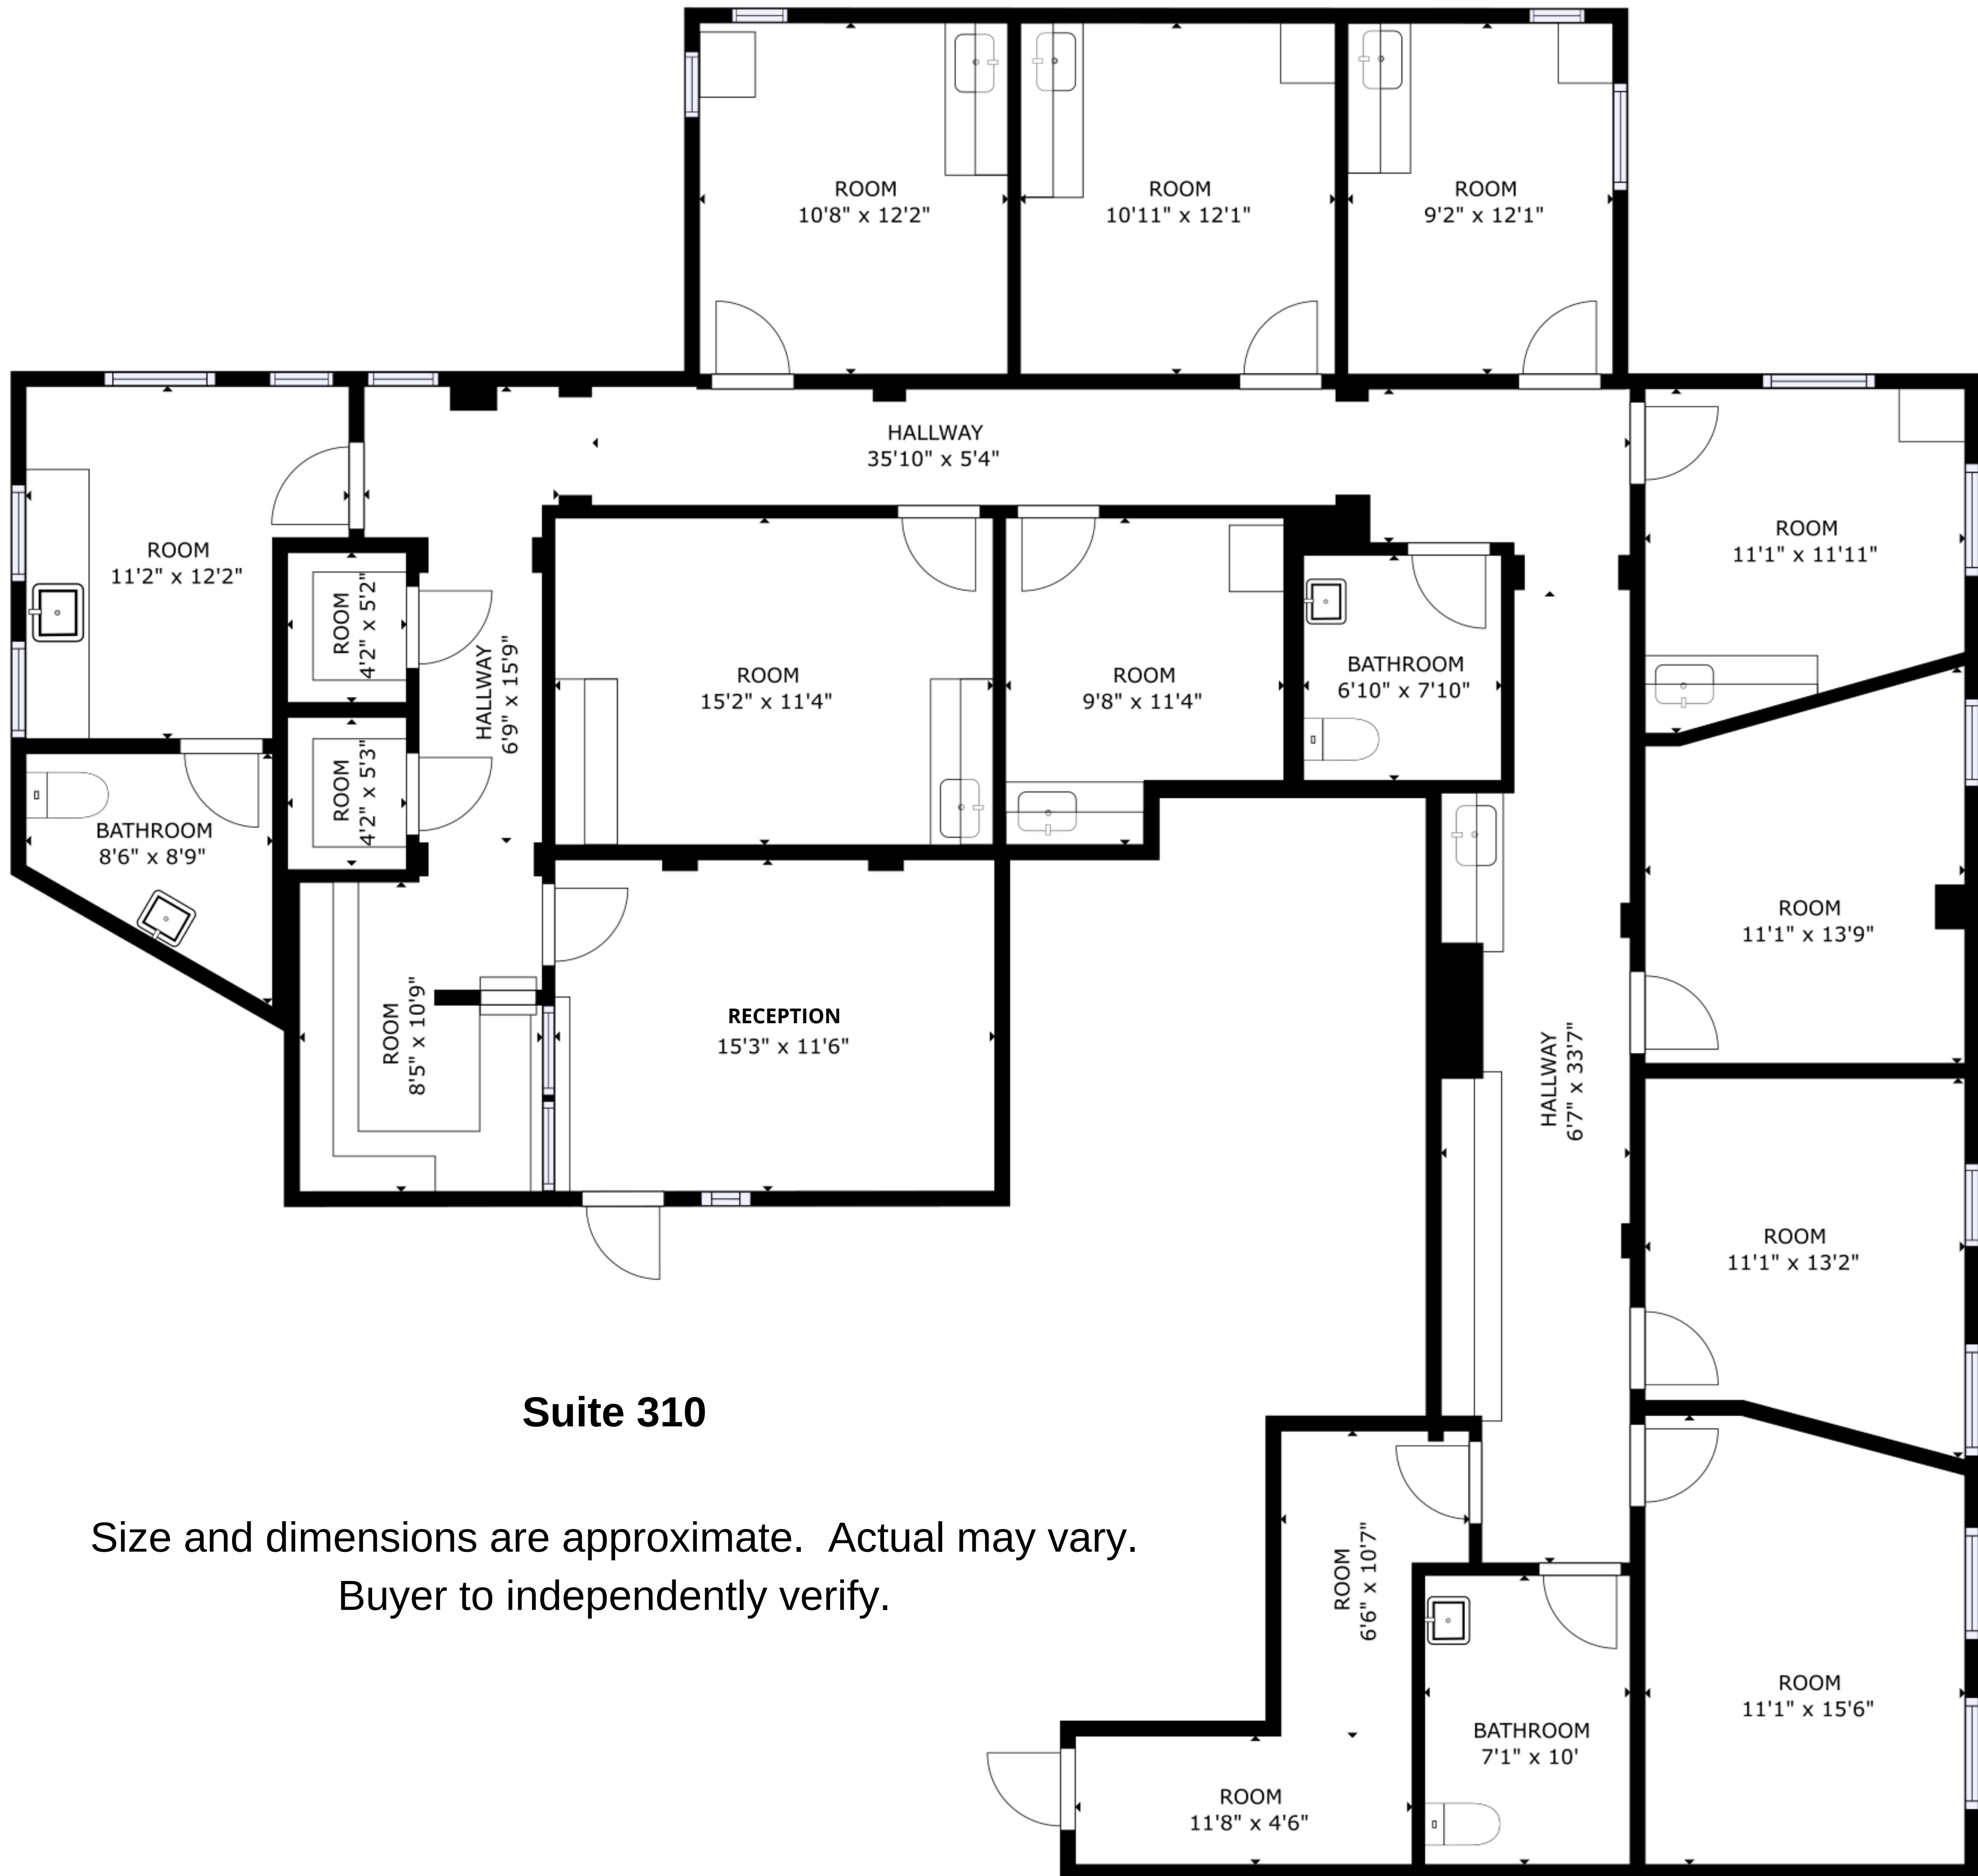 ROOM
10'8" x 12'2"
ROOM
10'11" x 12'1"
ROOM
9'2" x 12'1"
HALLWAY
35'10" x 5'4"
ROOM
11'2" x 12'2"
ROOM
4'2" x 5'2"
HALLWAY
6'9" x 15'9"
ROOM
15'2" x 11'4"
ROOM
9'8" x 11'4"
BATHROOM
6'10" x 7'10"
ROOM
11'1" x 11'11"
BATHROOM
8'6" x 8'9"
ROOM
4'2" x 5'3"
ROOM
11'1" x 13'9"
ROOM
8'5" x 10'9"
RECEPTION
15'3" x 11'6"
HALLWAY
6'7" x 33'7"
ROOM
11'1" x 13'2"
Suite 310
Size and dimensions are approximate.  Actual may vary.
Buyer to independently verify.
ROOM
6'6" x 10'7"
ROOM
11'1" x 15'6"
BATHROOM
7'1" x 10'
ROOM
11'8" x 4'6"